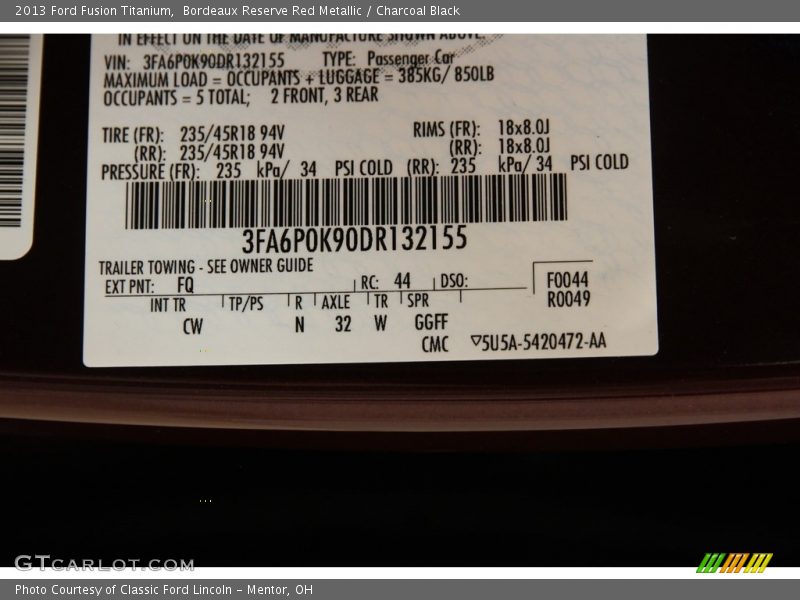 2013 Ford Fusion Titanium,  Bordeaux Reserve Red Metallic / Charcoal Black
IN EFFECT ON THE DATE OF MANUFACTURE SHOWN ABOVE.
VIN: 3FA6P0K90DR132155 TYPE: Passenger Car
MAXIMUM LOAD = OCCUPANTS + LUGGAGE = 385KG/ 850LB
OCCUPANTS = 5 TOTAL; 2 FRONT, 3 REAR
TIRE (FR): 235/45R18 94V RIMS (FR): 18x8.0J
(RR): 235/45R18 94V (RR): 18x8.0J
PRESSURE (FR): 235 kPa/ 34 PSI COLD (RR): 235 kPa/ 34 PSI COLD
3FA6P0K90DR132155
TRAILER TOWING - SEE OWNER GUIDE
EXT PNT: FQ RC: 44 DSO: F0044
R0049
INT TR TP/PS R AXLE TR SPR
CW N 32 W GGFF
CMC ▽5U5A-5420472-AA
GTCARLOT.COM
Photo Courtesy of Classic Ford Lincoln - Mentor, OH